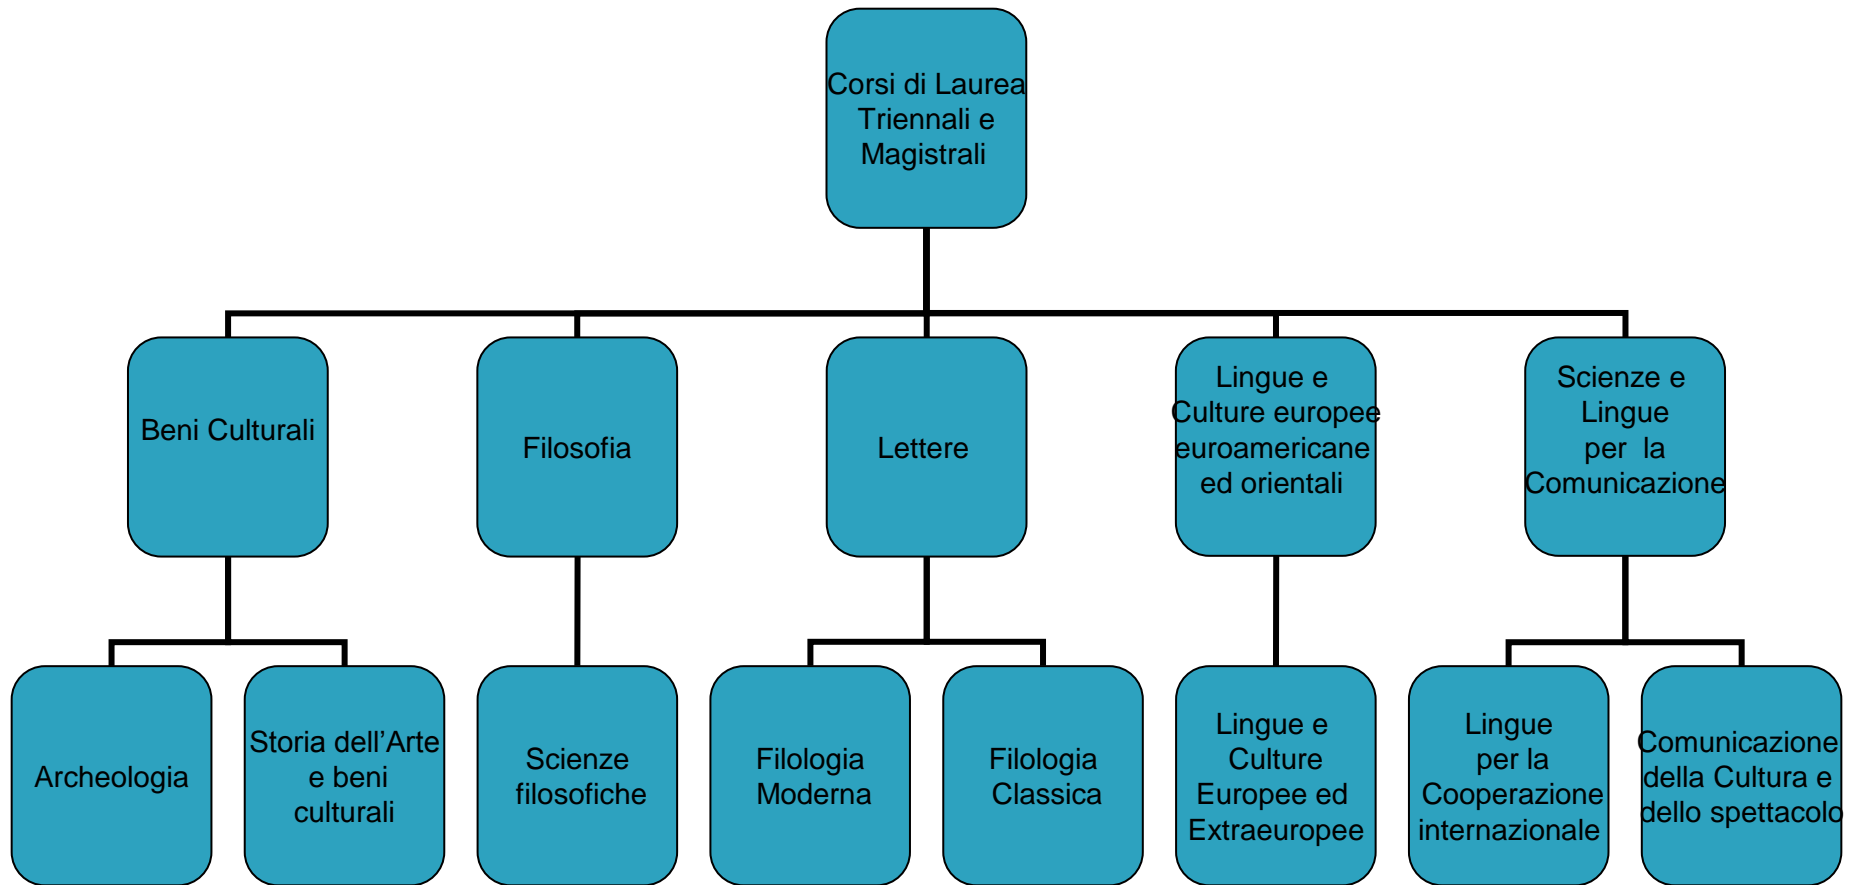 Corsi di Laurea
Triennali e
Magistrali
Beni Culturali
Filosofia
Lettere
Lingue e
Culture europee
euroamericane
ed orientali
Scienze e
Lingue
per la
Comunicazione
Archeologia
Storia dell’Arte
e beni
culturali
Scienze
filosofiche
Filologia
Moderna
Filologia
Classica
Lingue e
Culture
Europee ed
Extraeuropee
Lingue
per la
Cooperazione
internazionale
Comunicazione
della Cultura e
dello spettacolo